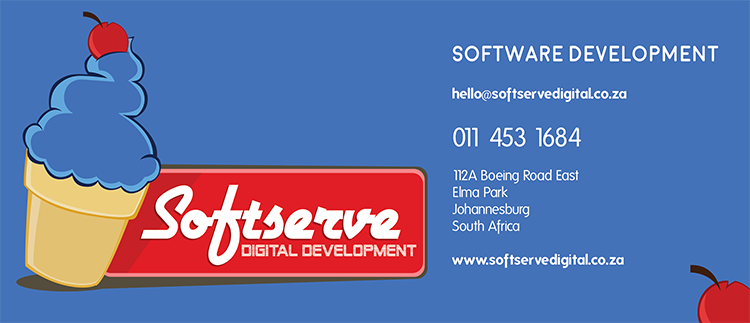 Softserve
DIGITAL DEVELOPMENT
SOFTWARE DEVELOPMENT
hello@softservedigital.co.za
011 453 1684
112A Boeing Road East
Elma Park
Johannesburg
South Africa
www.softservedigital.co.za